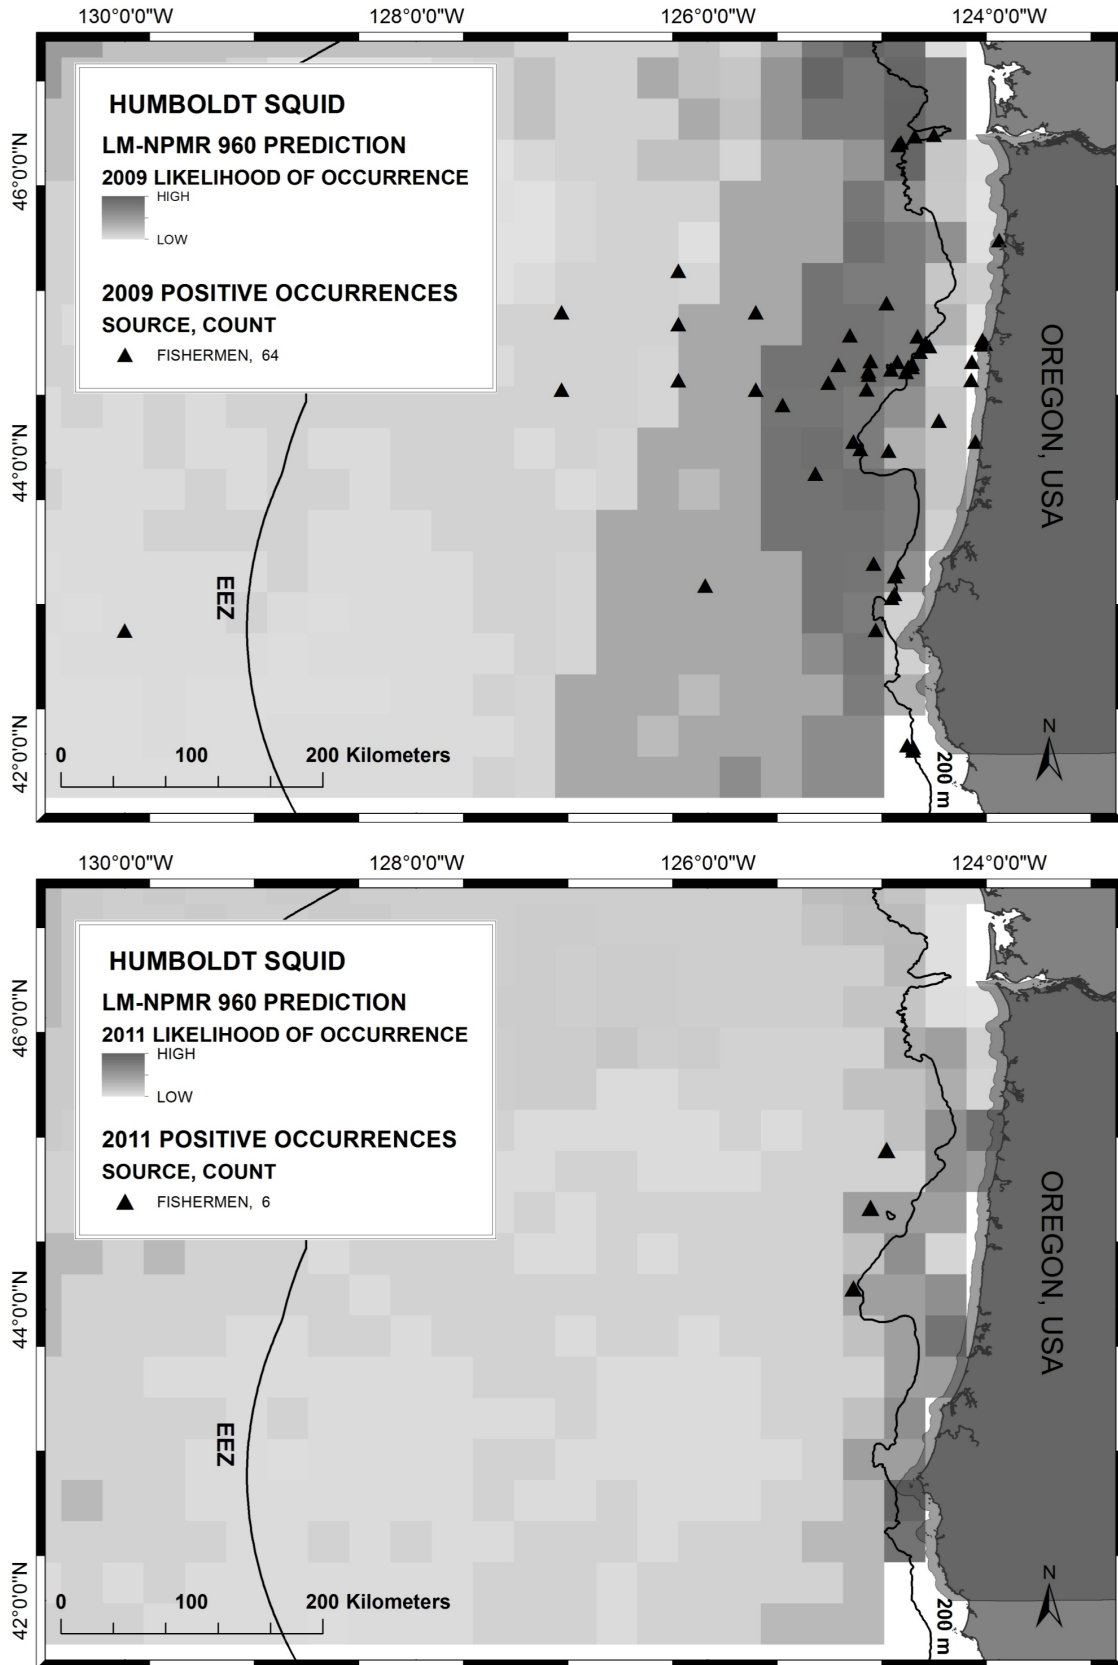 130°0'0"W 128°0'0"W 126°0'0"W 124°0'0"W
46°0'0"N
44°0'0"N
42°0'0"N
HUMBOLDT SQUID
LM-NPMR 960 PREDICTION
2009 LIKELIHOOD OF OCCURRENCE
HIGH
LOW
2009 POSITIVE OCCURRENCES
SOURCE, COUNT
FISHERMEN, 64
EEZ
OREGON, USA
N
200 m
0 100 200 Kilometers
130°0'0"W 128°0'0"W 126°0'0"W 124°0'0"W
46°0'0"N
44°0'0"N
42°0'0"N
HUMBOLDT SQUID
LM-NPMR 960 PREDICTION
2011 LIKELIHOOD OF OCCURRENCE
HIGH
LOW
2011 POSITIVE OCCURRENCES
SOURCE, COUNT
FISHERMEN, 6
EEZ
OREGON, USA
N
200 m
0 100 200 Kilometers